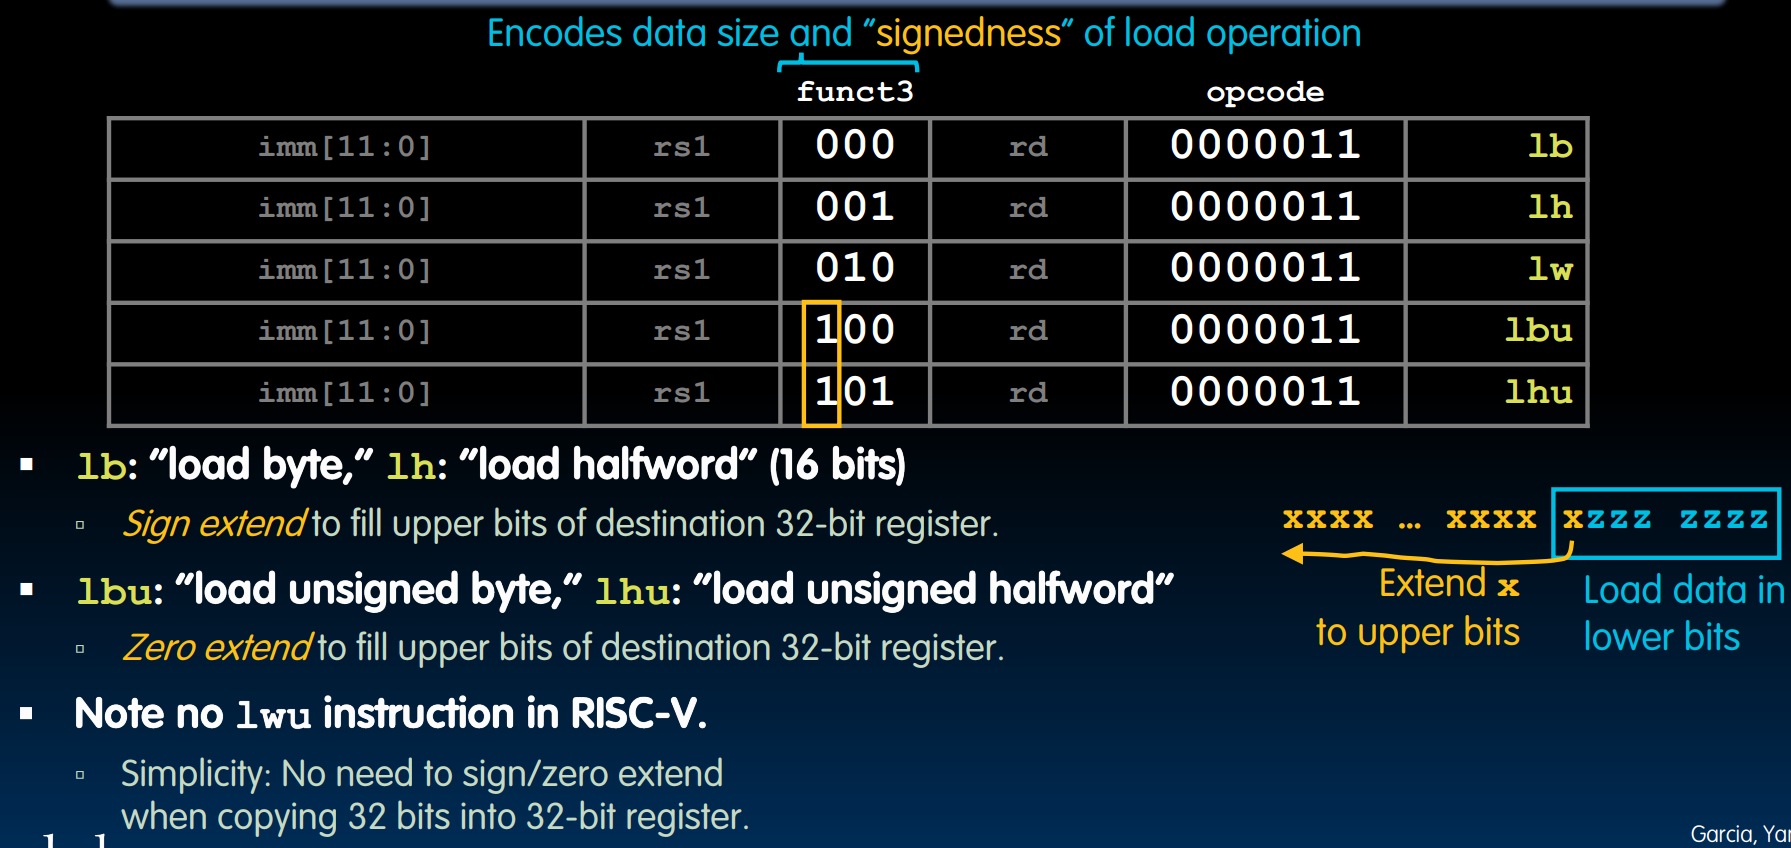 Encodes data size and "signedness" of load operation
funct3 opcode
imm[11:0] rs1 000 rd 0000011 lb
imm[11:0] rs1 001 rd 0000011 lh
imm[11:0] rs1 010 rd 0000011 lw
imm[11:0] rs1 100 rd 0000011 lbu
imm[11:0] rs1 101 rd 0000011 lhu
▪ lb: "load byte," lh: "load halfword" (16 bits)
▫ Sign extend to fill upper bits of destination 32-bit register.
▪ lbu: "load unsigned byte," lhu: "load unsigned halfword"
▫ Zero extend to fill upper bits of destination 32-bit register.
▪ Note no lwu instruction in RISC-V.
▫ Simplicity: No need to sign/zero extend
when copying 32 bits into 32-bit register.
xxxx … xxxx xzzz zzzz
Extend x
to upper bits
Load data in
lower bits
Garcia,